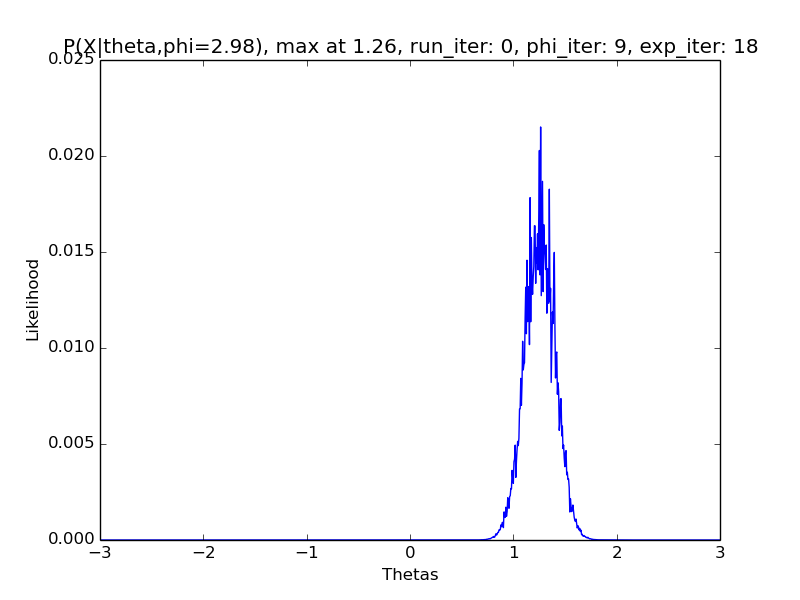 P(X|theta,phi=2.98), max at 1.26, run_iter: 0, phi_iter: 9, exp_iter: 18
0.025
0.020
0.015
0.010
0.005
0.000
Likelihood
−3 −2 −1 0 1 2 3
Thetas